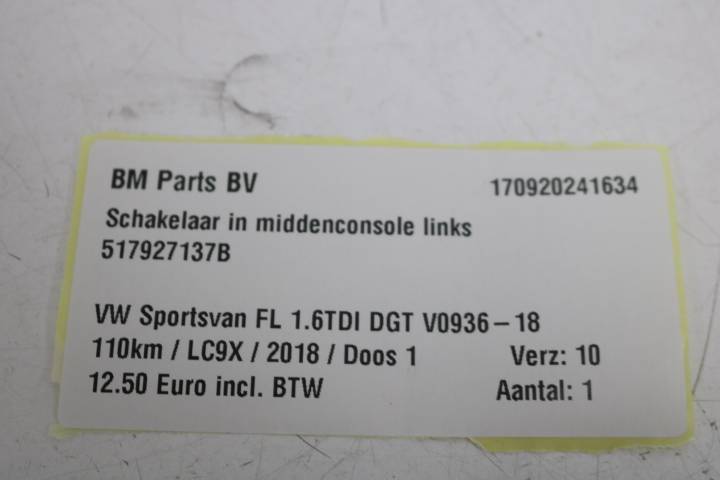 BM Parts BV 170920241634
Schakelaar in middenconsole links
517927137B
VW Sportsvan FL 1.6TDI DGT V0936-18
110km / LC9X / 2018 / Doos 1 Verz: 10
12.50 Euro incl. BTW Aantal: 1